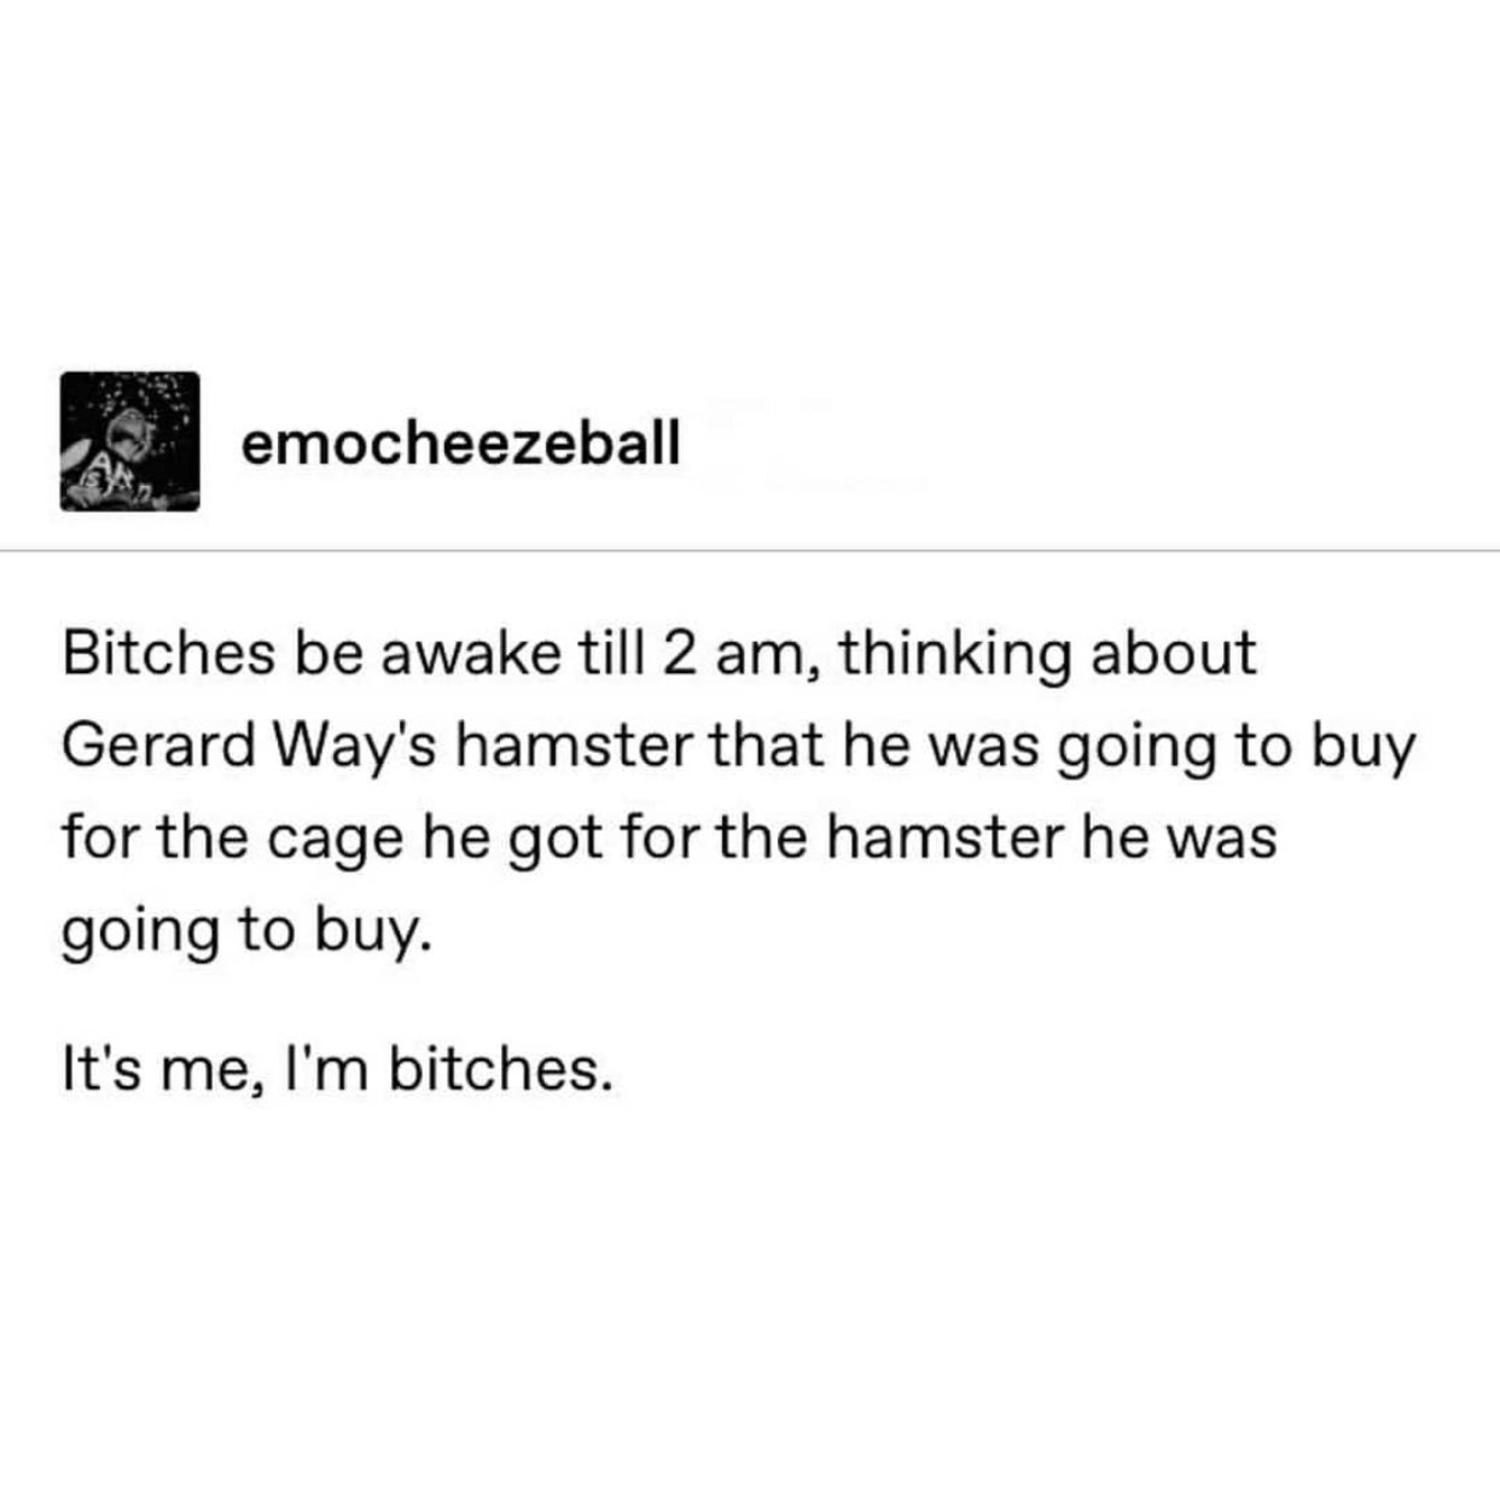 emocheezeball
Bitches be awake till 2 am, thinking about
Gerard Way's hamster that he was going to buy
for the cage he got for the hamster he was
going to buy.
It's me, I'm bitches.